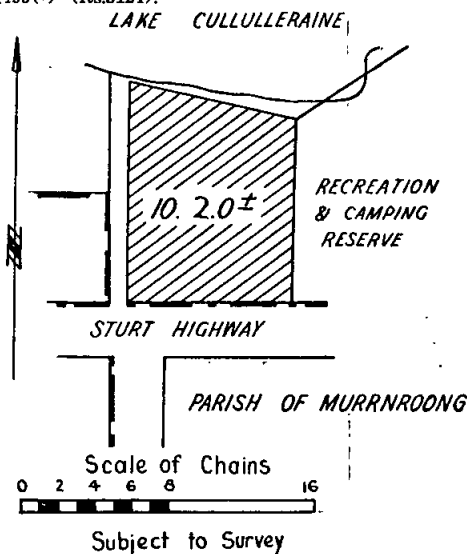 LAKE CULLULLERAINE
10. 2. 0 ±
RECREATION
& CAMPING
RESERVE
STURT HIGHWAY
PARISH OF MURRNROONG
Scale of Chains
0 2 4 6 8 16
Subject to Survey